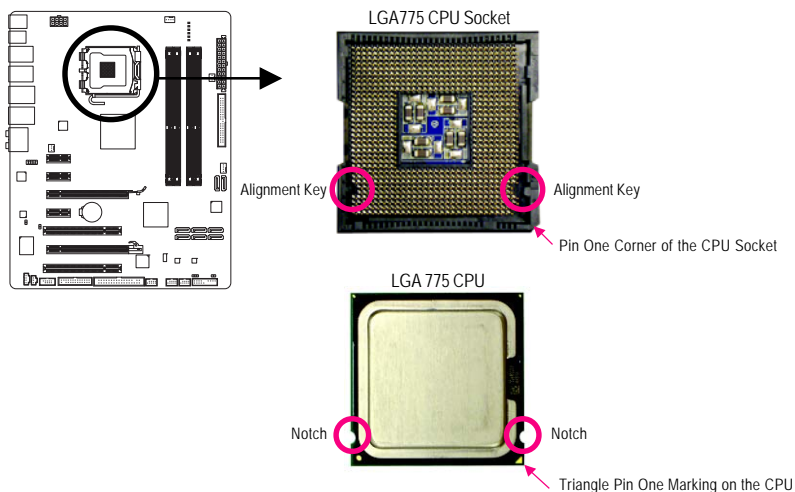 LGA775 CPU Socket
Alignment Key
Alignment Key
Pin One Corner of the CPU Socket
LGA 775 CPU
Notch
Notch
Triangle Pin One Marking on the CPU